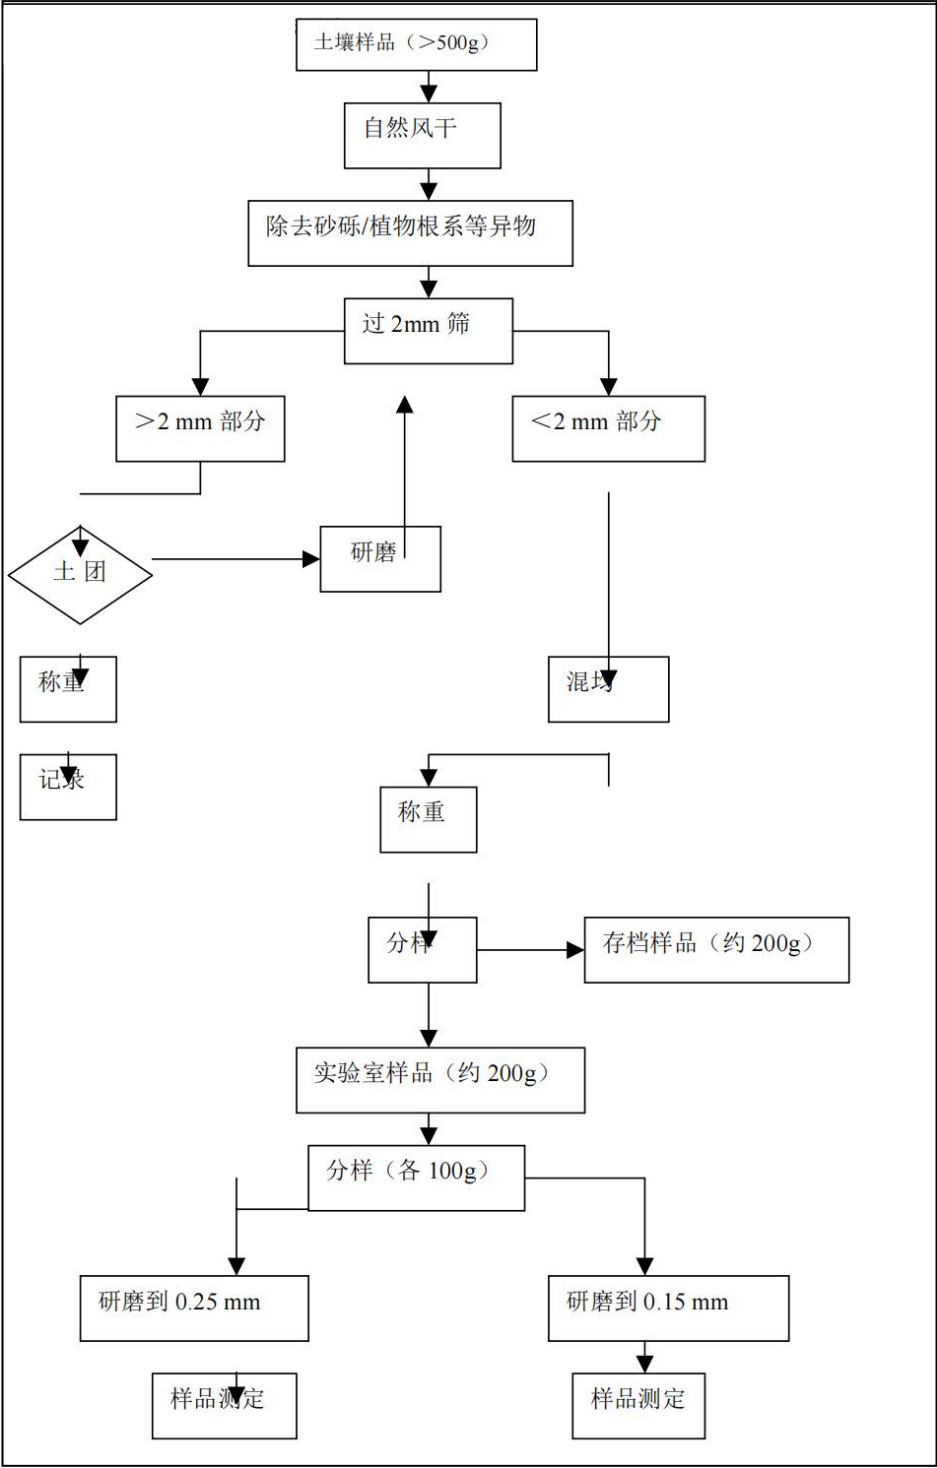 土壤样品（＞500g）
自然风干
除去砂砾/植物根系等异物
过 2mm 筛
＞2 mm 部分
＜2 mm 部分
土 团
研磨
称重
混均
记录
称重
分样
存档样品（约 200g）
实验室样品（约 200g）
分样（各 100g）
研磨到 0.25 mm
研磨到 0.15 mm
样品测定
样品测定